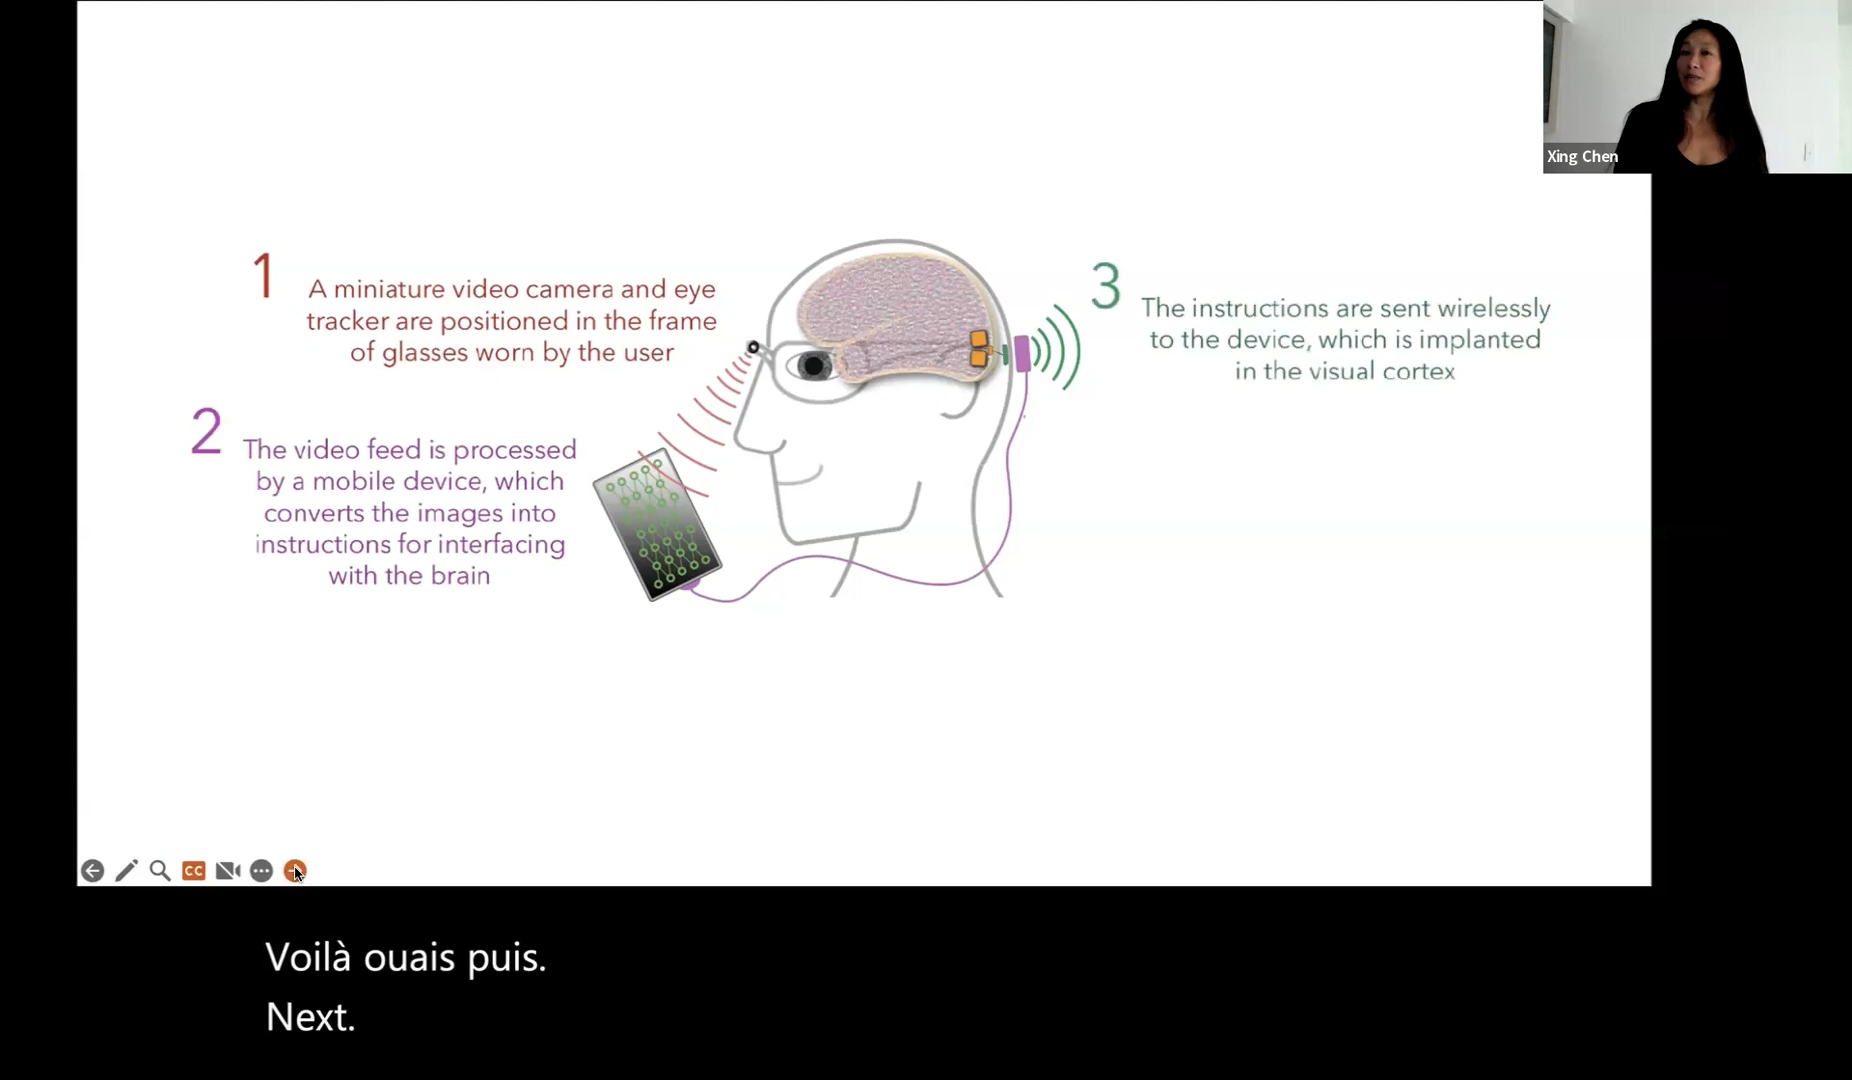 Xing Chen
1
A miniature video camera and eye
tracker are positioned in the frame
of glasses worn by the user
2
The video feed is processed
by a mobile device, which
converts the images into
instructions for interfacing
with the brain
3
The instructions are sent wirelessly
to the device, which is implanted
in the visual cortex
CC
Voilà ouais puis.
Next.